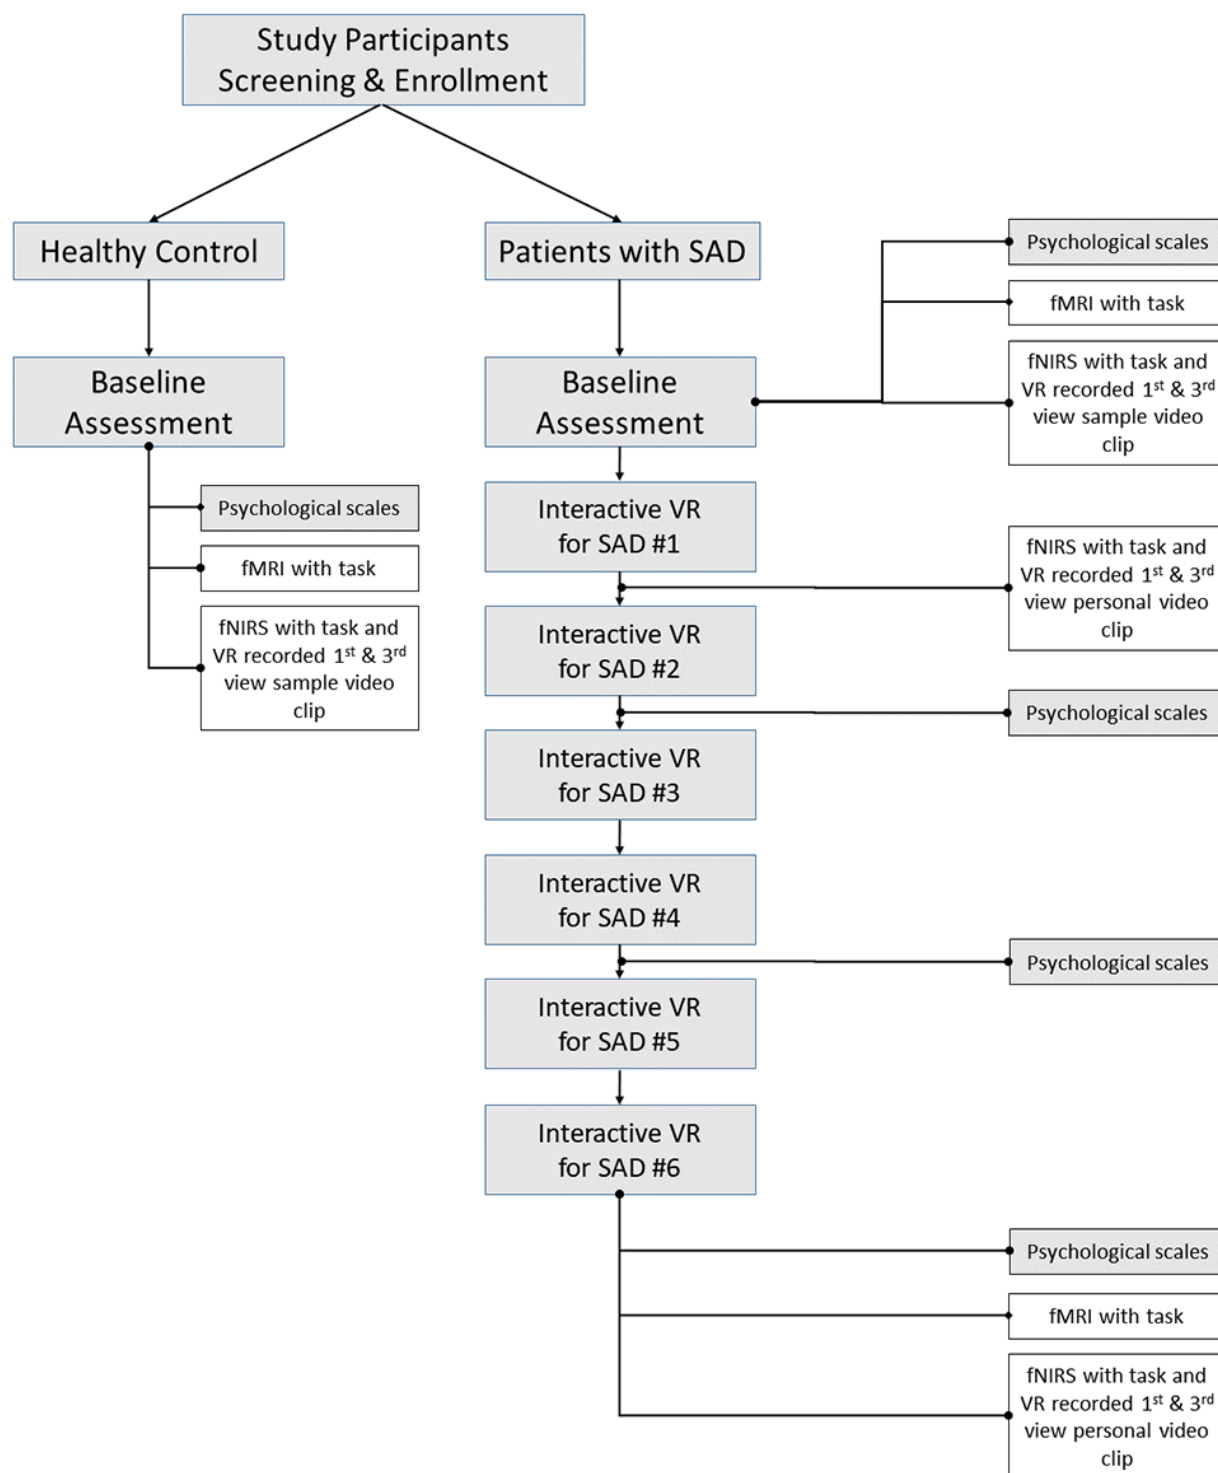 Study Participants
Screening & Enrollment
Healthy Control
Patients with SAD
Psychological scales
fMRI with task
fNIRS with task and
VR recorded 1st & 3rd
view sample video
clip
Baseline
Assessment
Baseline
Assessment
Psychological scales
fMRI with task
fNIRS with task and
VR recorded 1st & 3rd
view sample video
clip
Interactive VR
for SAD #1
fNIRS with task and
VR recorded 1st & 3rd
view personal video
clip
Interactive VR
for SAD #2
Psychological scales
Interactive VR
for SAD #3
Interactive VR
for SAD #4
Psychological scales
Interactive VR
for SAD #5
Interactive VR
for SAD #6
Psychological scales
fMRI with task
fNIRS with task and
VR recorded 1st & 3rd
view personal video
clip